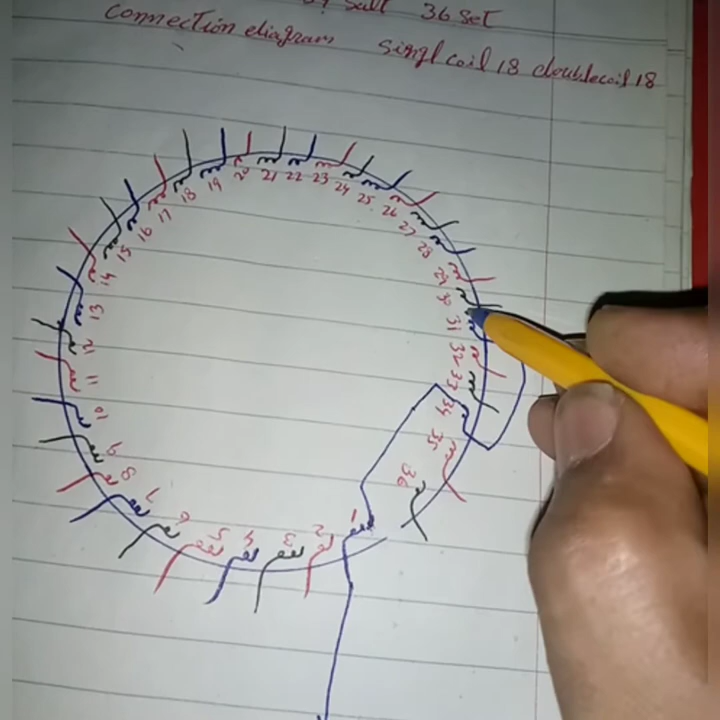 36 set
connection diagram singl coil 18 doublecoil 18
20 21 22 23 24 25 26 27 28 29 30 31 32 33 34 35 36
19 18 17 16 15 14 13 12 11 10 9 8 7 6 5 4 3 2 1